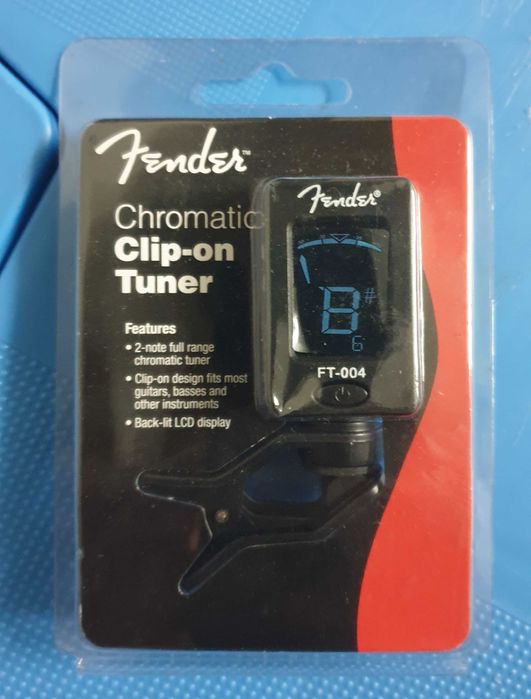 Fender™
Chromatic
Clip-on
Tuner
Features
• 2-note full range
chromatic tuner
• Clip-on design fits most
guitars, basses and
other instruments
• Back-lit LCD display
Fender®
B#
6
FT-004